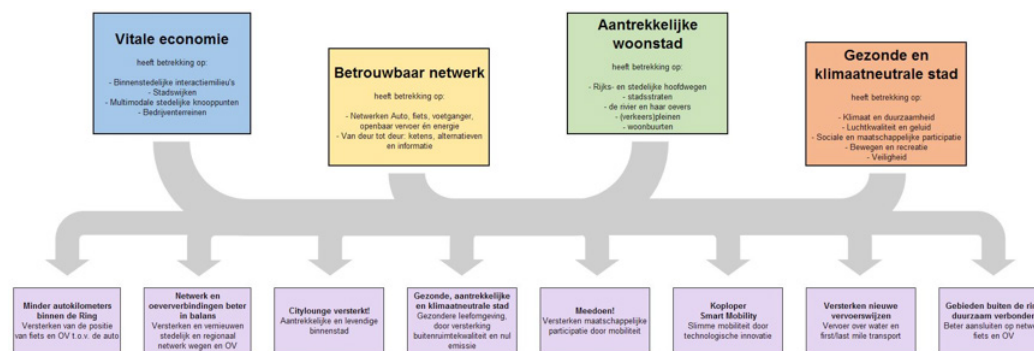 Vitale economie
heeft betrekking op:
- Binnenstedelijke interactiemilieu's
- Stadswijken
- Multimodale stedelijke knooppunten
- Bedrijventerreinen
Betrouwbaar netwerk
heeft betrekking op:
- Netwerken Auto, fiets, voetganger,
openbaar vervoer én energie
- Van deur tot deur: ketens, alternatieven
en informatie
Aantrekkelijke
woonstad
heeft betrekking op:
- Rijks- en stedelijke hoofdwegen
- stadsstraten
- de rivier en haar oevers
- (verkeers)pleinen
- woonbuurten
Gezonde en
klimaatneutrale stad
heeft betrekking op:
- Klimaat en duurzaamheid
- Luchtkwaliteit en geluid
- Sociale en maatschappelijke participatie
- Bewegen en recreatie
- Veiligheid
Minder autokilometers
binnen de Ring
Versterken van de positie
van fiets en OV t.o.v. de auto
Netwerk en
oeververbindingen beter
in balans
Versterken en vernieuwen
stedelijk en regionaal
netwerk wegen en OV
Citylounge versterkt!
Aantrekkelijke en levendige
binnenstad
Gezonde, aantrekkelijke
en klimaatneutrale stad
Gezondere leefomgeving,
door versterking
buitenruimtekwaliteit en nul
emissie
Meedoen!
Versterken maatschappelijke
participatie door mobiliteit
Koploper
Smart Mobility
Slimme mobiliteit door
technologische innovatie
Versterken nieuwe
vervoerswijzen
Vervoer over water en
first/last mile transport
Gebieden buiten de rin
duurzaam verbonden
Beter aansluiten op netwe
fiets en OV